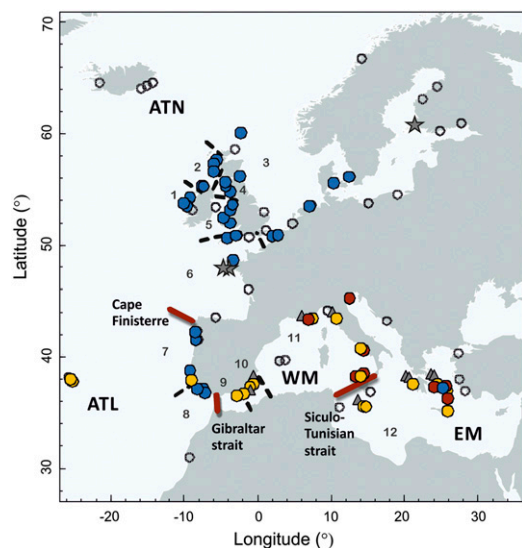 70
60
50
40
30
Latitude (°)
ATN
2
3
1
4
5
6
Cape
Finisterre
11
7
10
WM
ATL
9
8
Gibraltar
strait
Siculo-
Tunisian
strait
12
EM
-20
-10
0
10
20
30
Longitude (°)